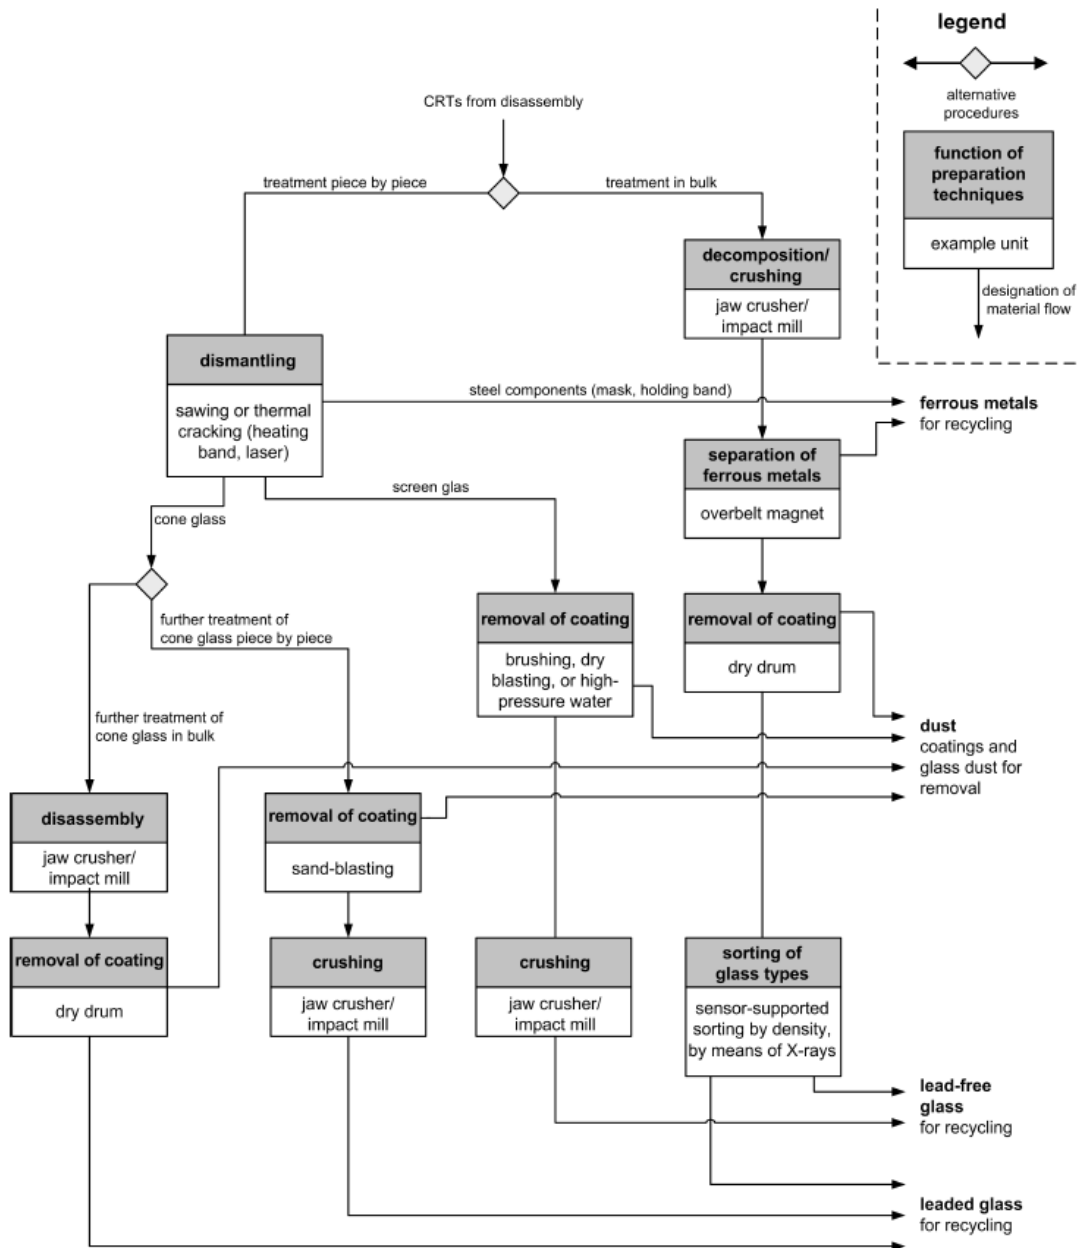 legend
alternative
procedures
function of
preparation
techniques
example unit
designation of
material flow
CRTs from disassembly
treatment piece by piece
treatment in bulk
decomposition/
crushing
jaw crusher/
impact mill
dismantling
sawing or thermal
cracking (heating
band, laser)
steel components (mask, holding band)
ferrous metals
for recycling
separation of
ferrous metals
overbelt magnet
screen glas
cone glass
further treatment of
cone glass piece by piece
further treatment of
cone glass in bulk
removal of coating
brushing, dry
blasting, or high-
pressure water
removal of coating
dry drum
dust
coatings and
glass dust for
removal
disassembly
jaw crusher/
impact mill
removal of coating
sand-blasting
removal of coating
dry drum
crushing
jaw crusher/
impact mill
crushing
jaw crusher/
impact mill
sorting of
glass types
sensor-supported
sorting by density,
by means of X-rays
lead-free
glass
for recycling
leaded glass
for recycling